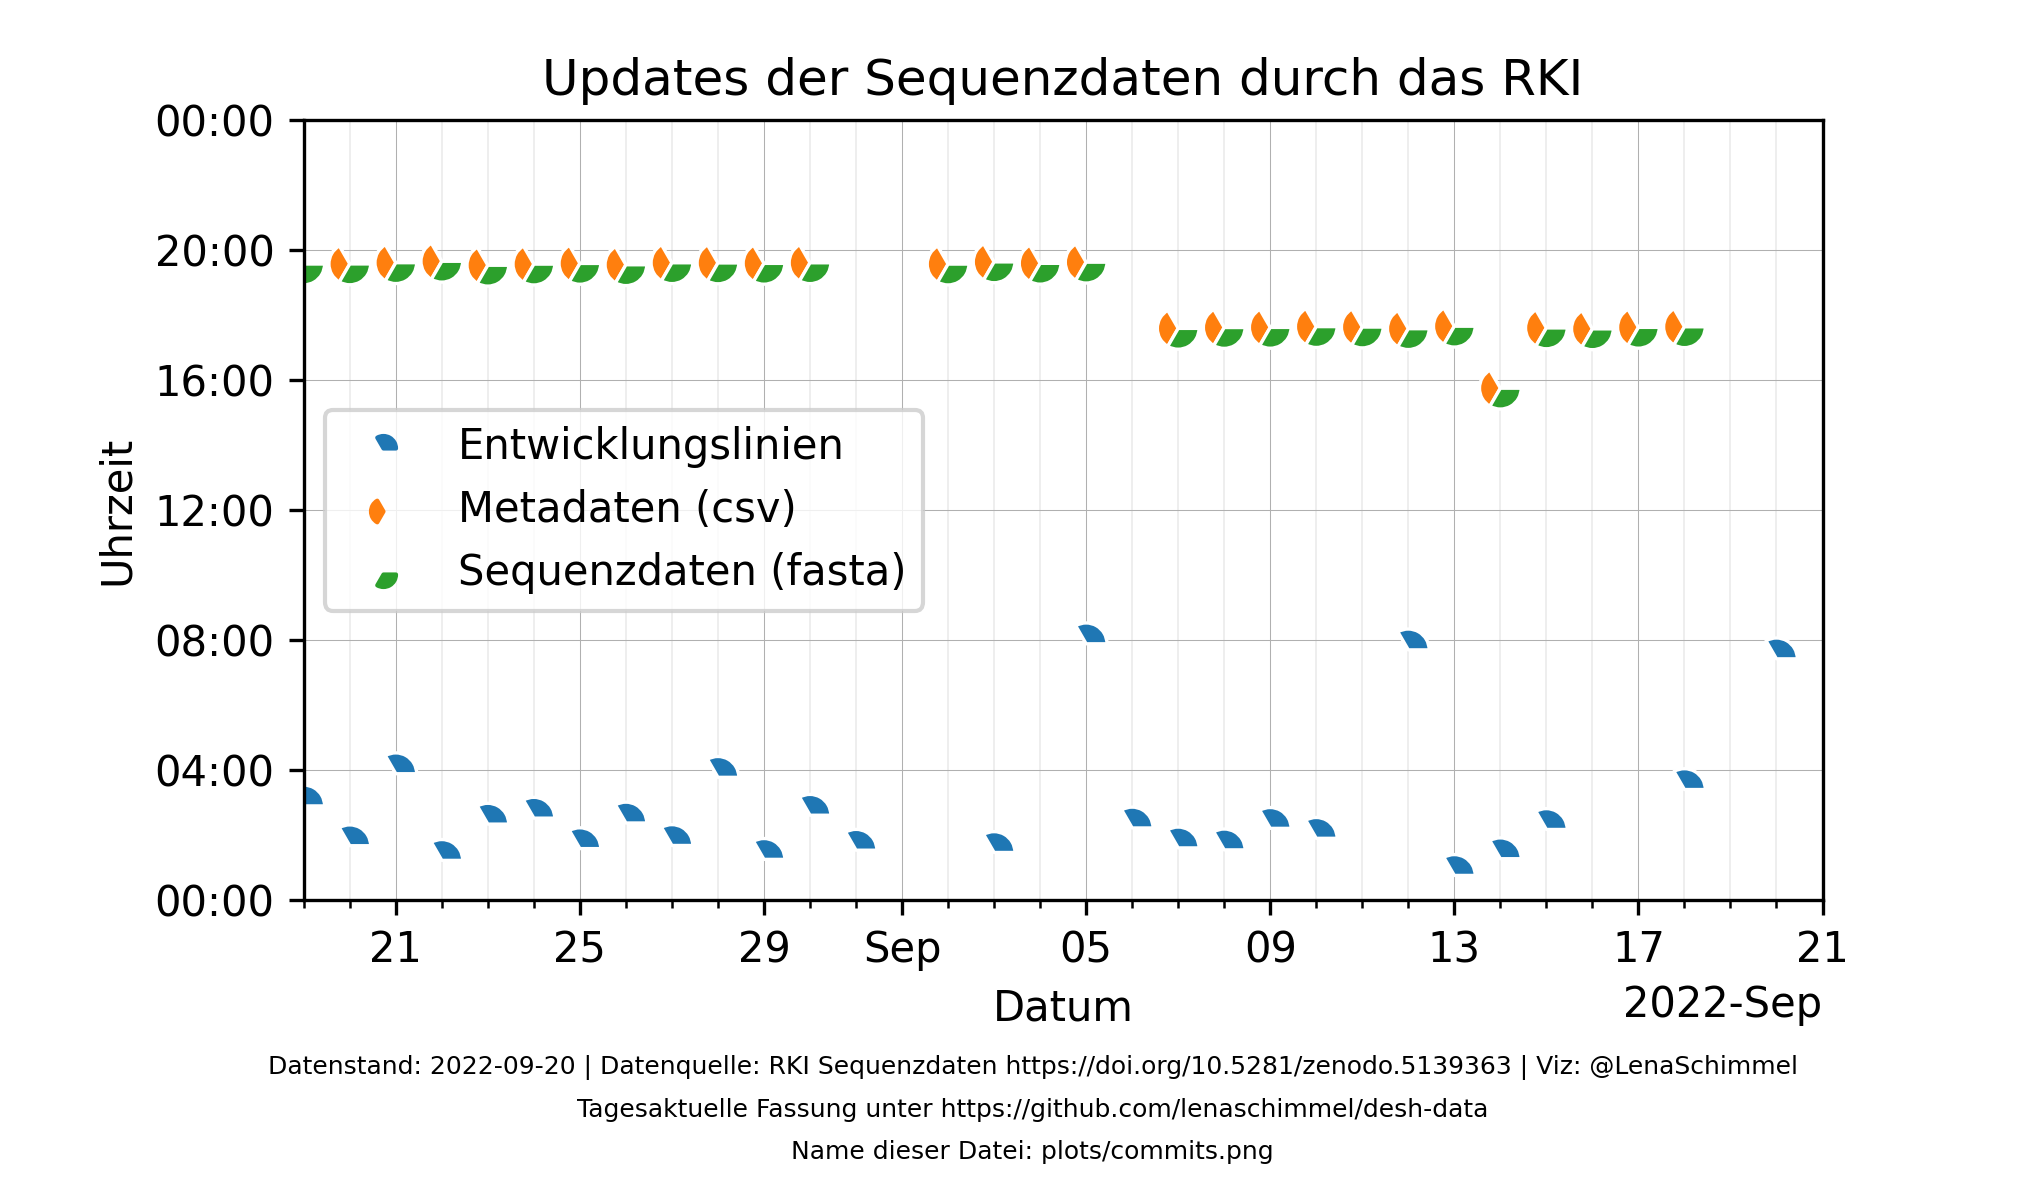 Updates der Sequenzdaten durch das RKI
00:00
20:00
16:00
12:00
08:00
04:00
00:00
Uhrzeit
Entwicklungslinien
Metadaten (csv)
Sequenzdaten (fasta)
21 25 29 Sep 05 09 13 17 21
Datum
2022-Sep
Datenstand: 2022-09-20 | Datenquelle: RKI Sequenzdaten https://doi.org/10.5281/zenodo.5139363 | Viz: @LenaSchimmel
Tagesaktuelle Fassung unter https://github.com/lenaschimmel/desh-data
Name dieser Datei: plots/commits.png